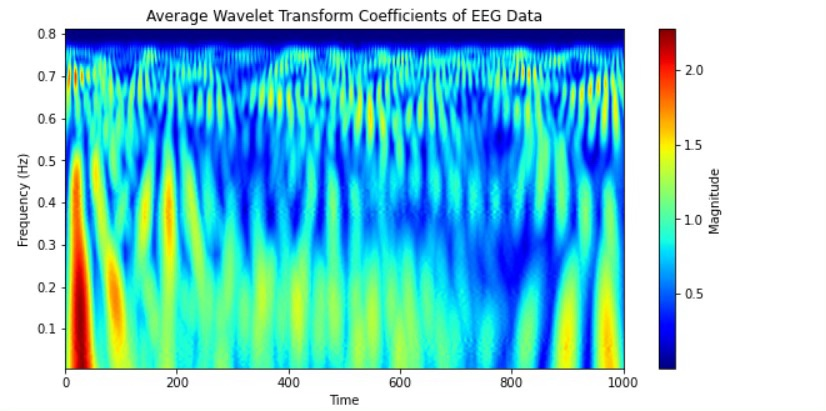 Average Wavelet Transform Coefficients of EEG Data
0.8
0.7
0.6
0.5
0.4
0.3
0.2
0.1
Frequency (Hz)
0 200 400 600 800 1000
Time
2.0
1.5
1.0
0.5
Magnitude